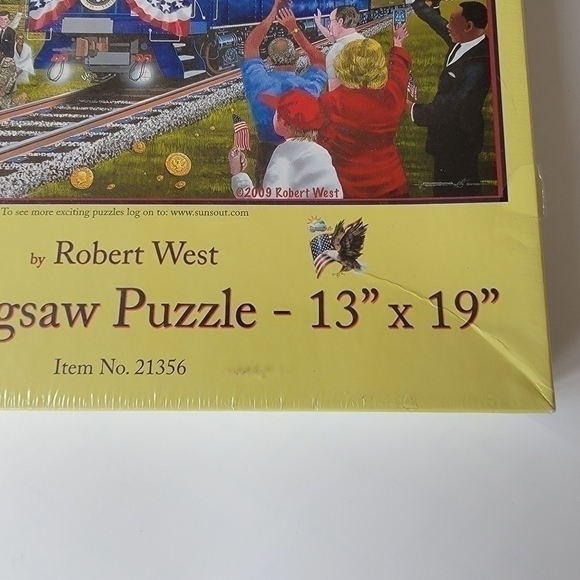 ©2009 Robert West
To see more exciting puzzles log on to: www.sunsout.com
by Robert West
gsaw Puzzle - 13” x 19”
Item No. 21356